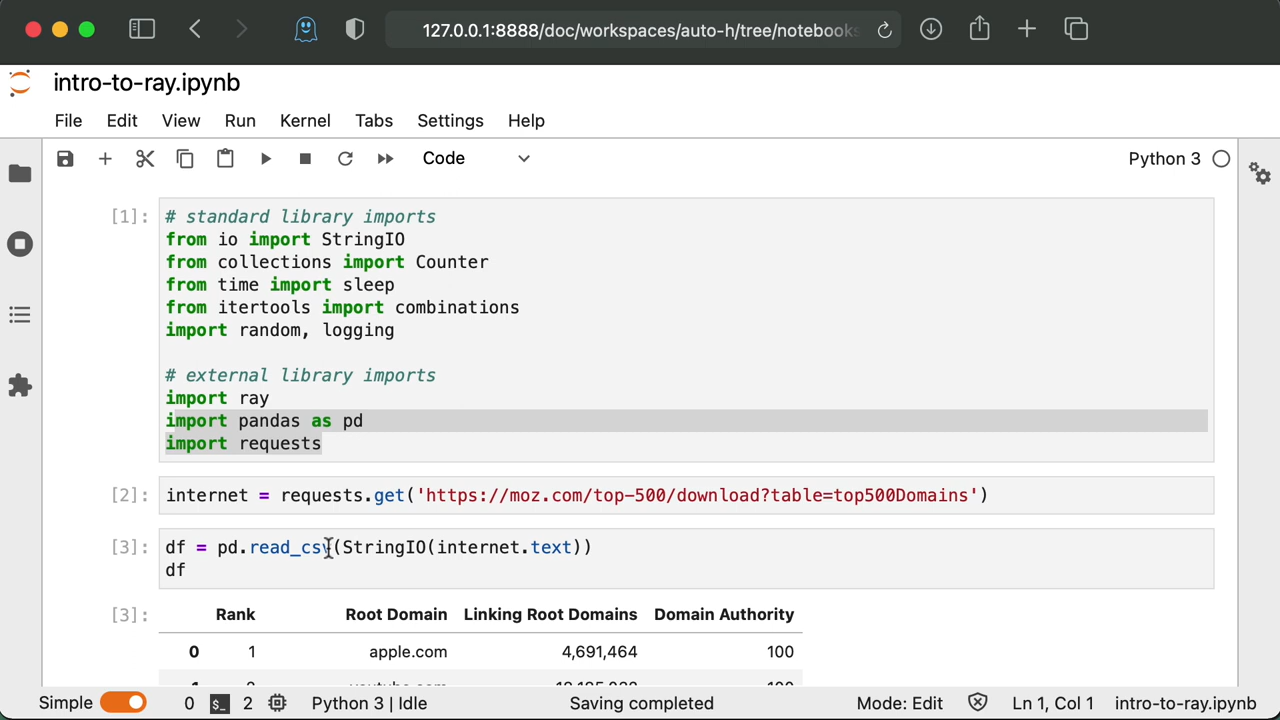 127.0.0.1:8888/doc/workspaces/auto-h/tree/notebooks
intro-to-ray.ipynb
File Edit View Run Kernel Tabs Settings Help
Code Python 3
[1]: # standard library imports
from io import StringIO
from collections import Counter
from time import sleep
from itertools import combinations
import random, logging
# external library imports
import ray
import pandas as pd
import requests
[2]: internet = requests.get('https://moz.com/top-500/download?table=top500Domains')
[3]: df = pd.read_csv(StringIO(internet.text))
df
[3]: Rank Root Domain Linking Root Domains Domain Authority
0 1 apple.com 4,691,464 100
Simple 0 $_ 2 Python 3 | Idle Saving completed Mode: Edit Ln 1, Col 1 intro-to-ray.ipynb